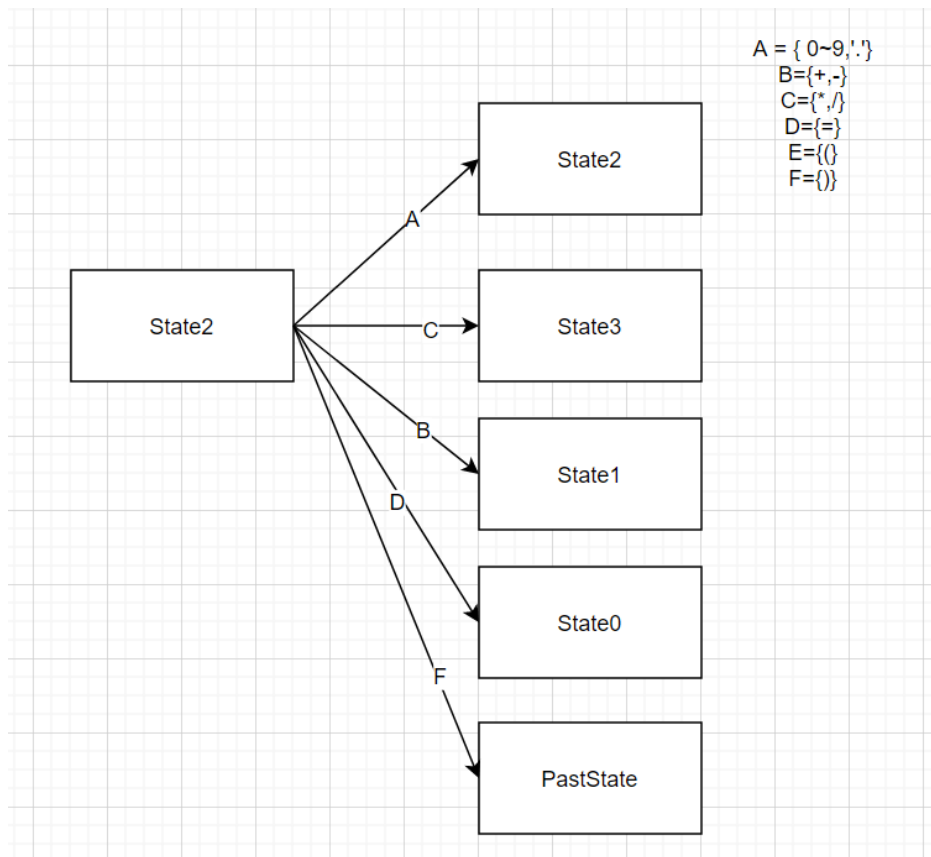 A = { 0~9,'.'}
B={+,-}
C={*,/}
D={=}
E={(}
F={)}
State2
A
State2
C
State3
B
State1
D
State0
F
PastState